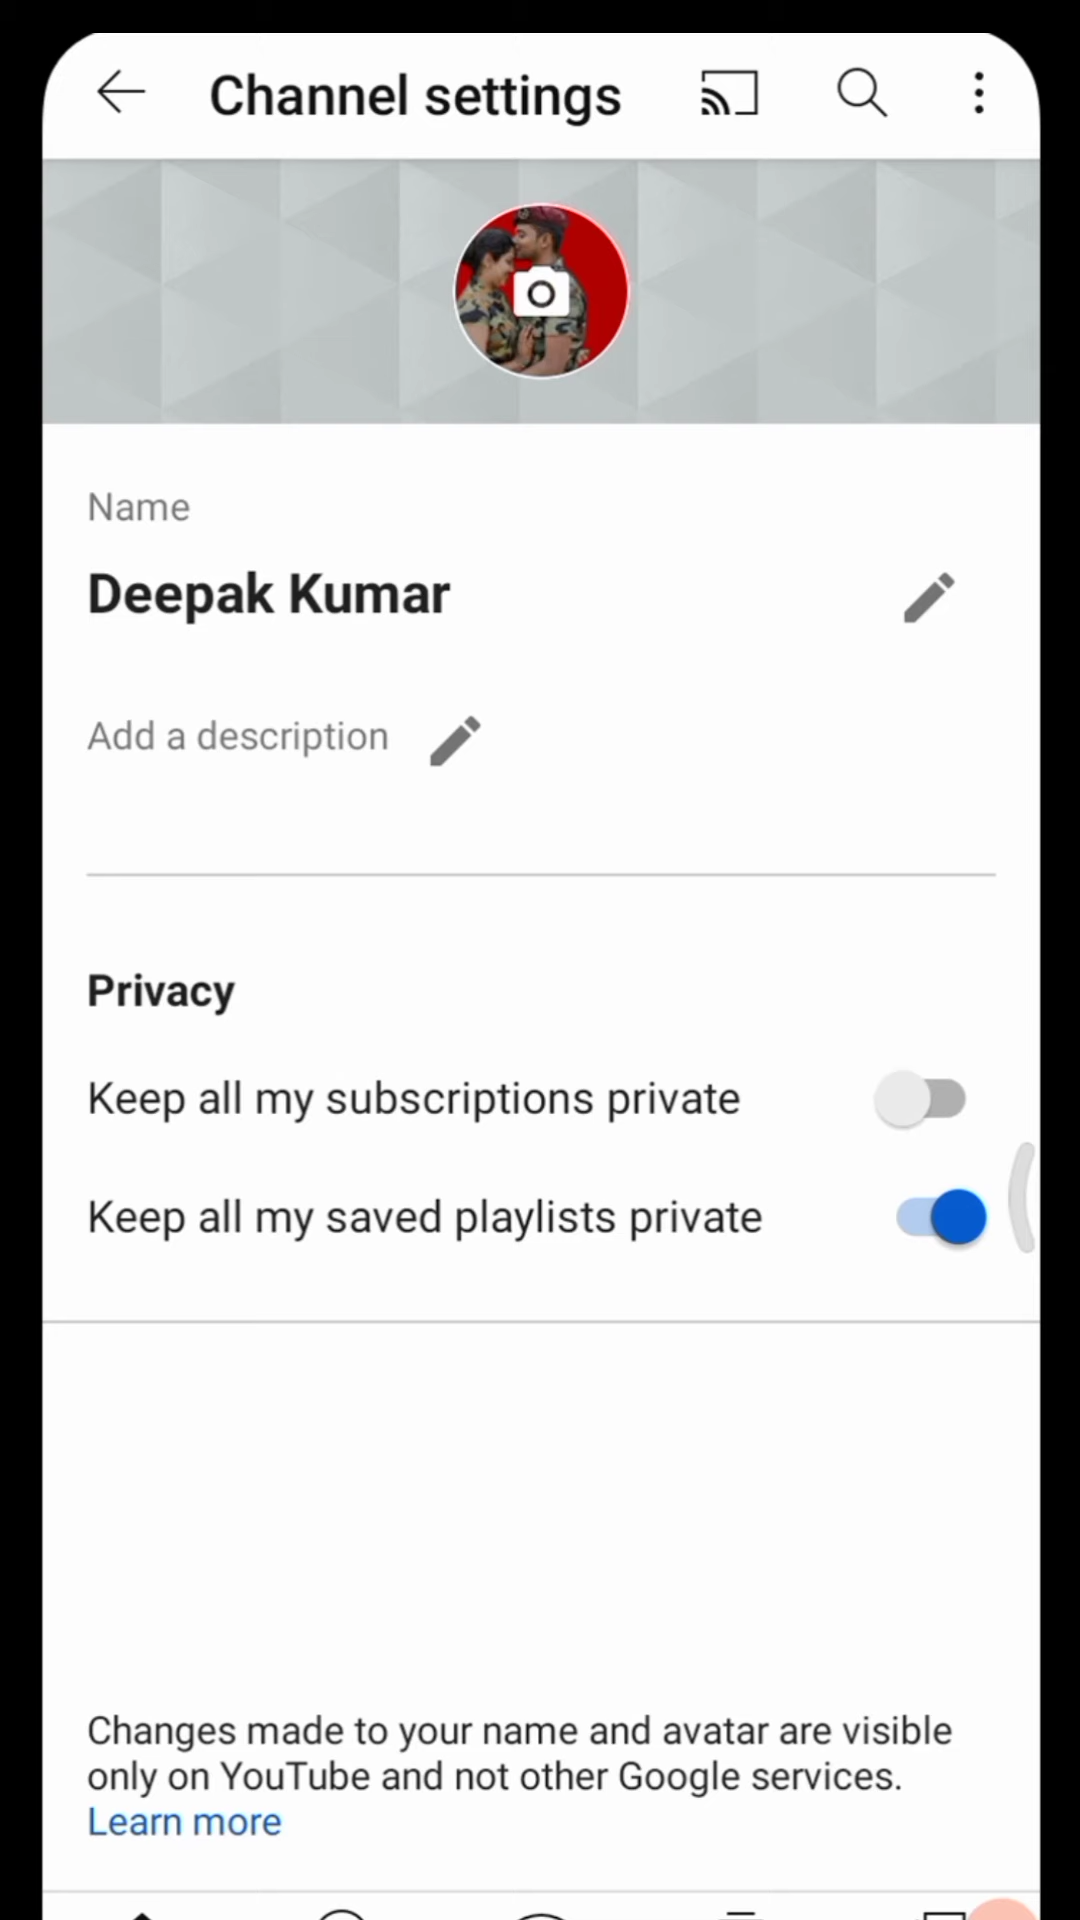 Channel settings
Name
Deepak Kumar
Add a description
Privacy
Keep all my subscriptions private
Keep all my saved playlists private
Changes made to your name and avatar are visible
only on YouTube and not other Google services.
Learn more